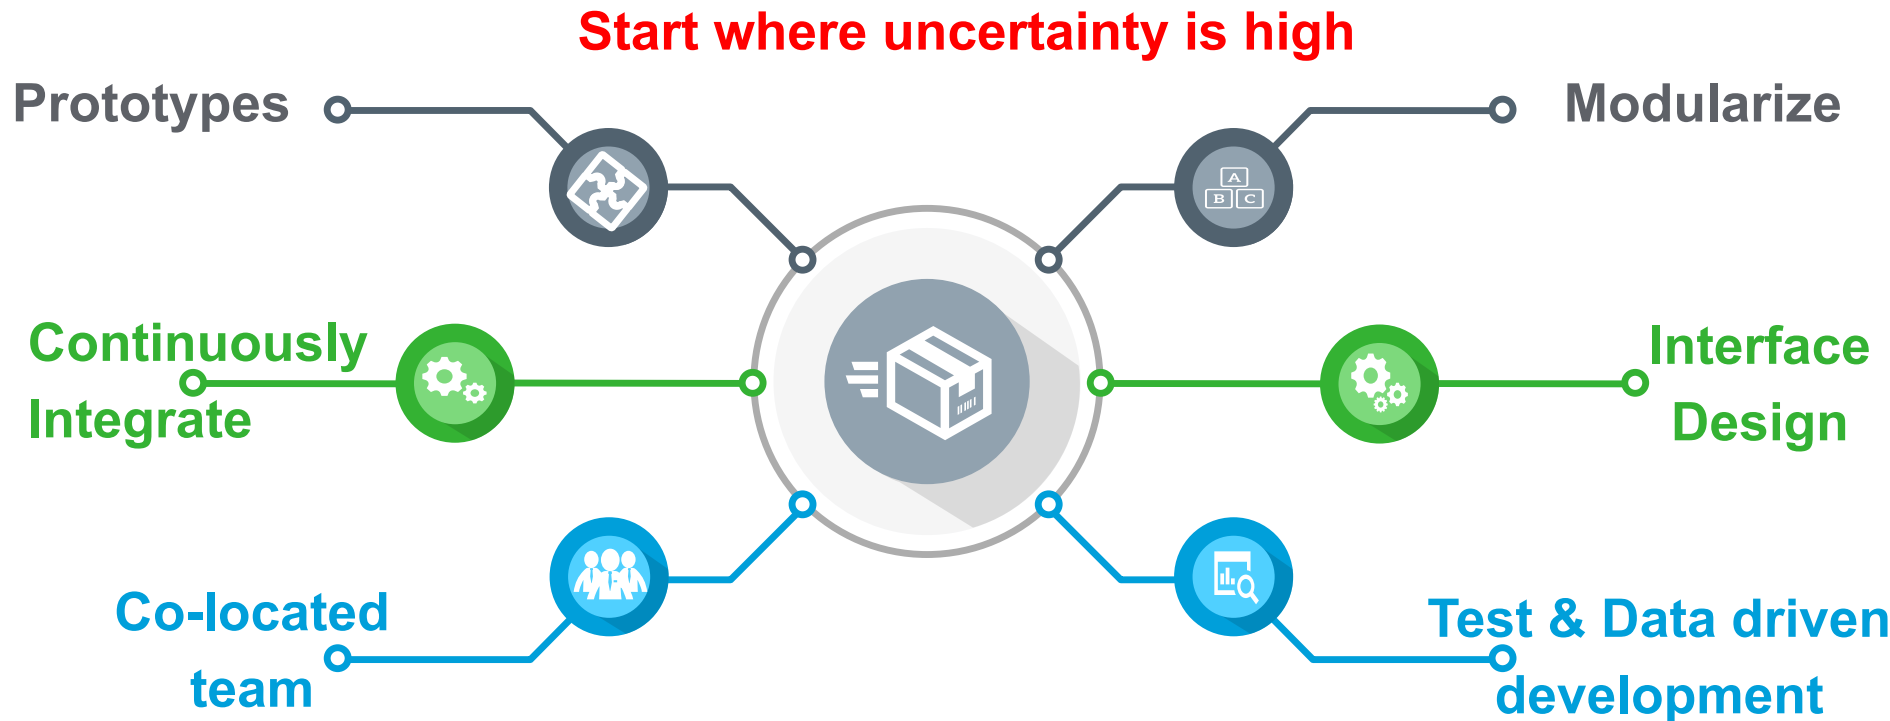 Start where uncertainty is high
Prototypes
Modularize
A
B C
Continuously
Integrate
Interface
Design
Co-located
team
Test & Data driven
development